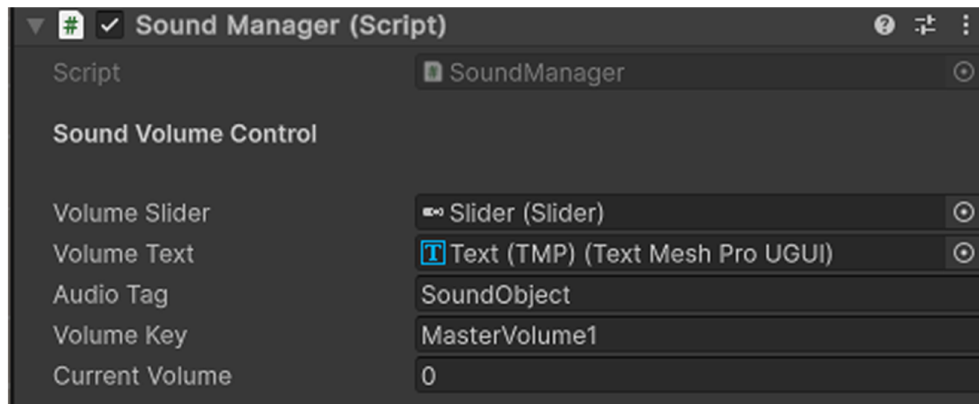 Sound Manager (Script)
Script SoundManager
Sound Volume Control
Volume Slider Slider (Slider)
Volume Text Text (TMP) (Text Mesh Pro UGUI)
Audio Tag SoundObject
Volume Key MasterVolume1
Current Volume 0